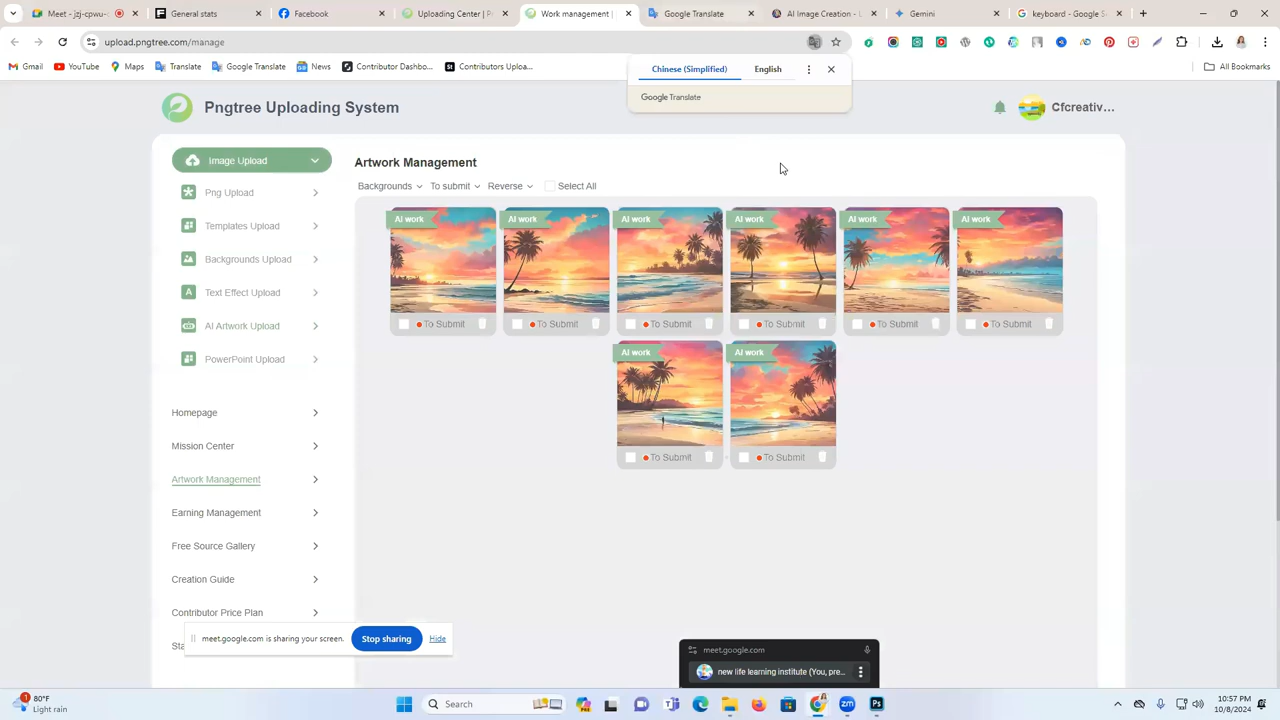 Meet - jzj-cpuc-
Pngrani stats
Facebook
Uploading Center | P
Work management
Google Translate
AI Image Creation - L
Gemini
keyboard - Google S
upload.pngtree.com/manage
Gmail
YouTube
Maps
Translate
Google Translate
News
Contributor Dashbo...
Contributors Uploa...
All Bookmarks
Chinese (Simplified)
English
Google Translate
Pngtree Uploading System
Cfcreativ...
Image Upload
Png Upload
Templates Upload
Backgrounds Upload
Text Effect Upload
AI Artwork Upload
PowerPoint Upload
Homepage
Mission Center
Artwork Management
Earning Management
Free Source Gallery
Creation Guide
Contributor Price Plan
Sta
Artwork Management
Backgrounds
To submit
Reverse
Select All
AI work
AI work
AI work
AI work
AI work
AI work
To Submit
To Submit
To Submit
To Submit
To Submit
To Submit
AI work
AI work
To Submit
To Submit
meet.google.com is sharing your screen.
Stop sharing
Hide
meet.google.com
new life learning institute (You, pre...
1
80°F
Light rain
Search
zm
Ps
10:57 PM
10/8/2024